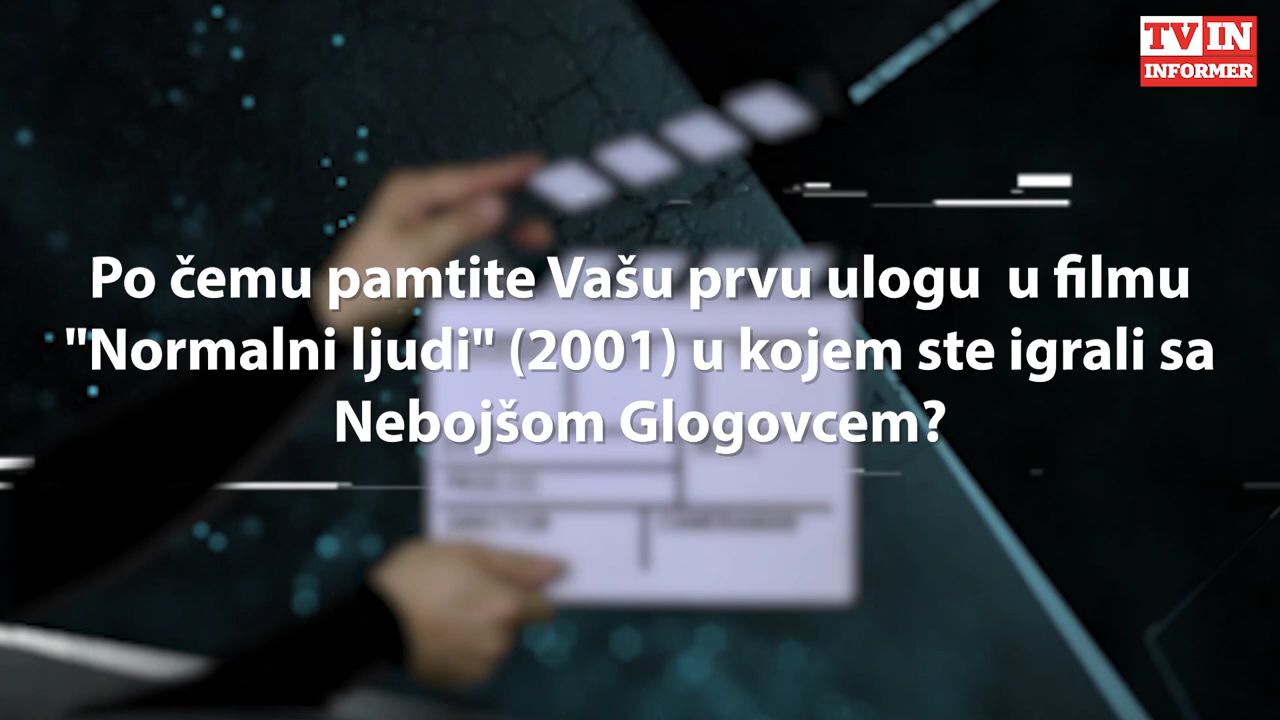 TV IN
INFORMER
Po čemu pamtite Vašu prvu ulogu  u filmu
"Normalni ljudi" (2001) u kojem ste igrali sa
Nebojšom Glogovcem?